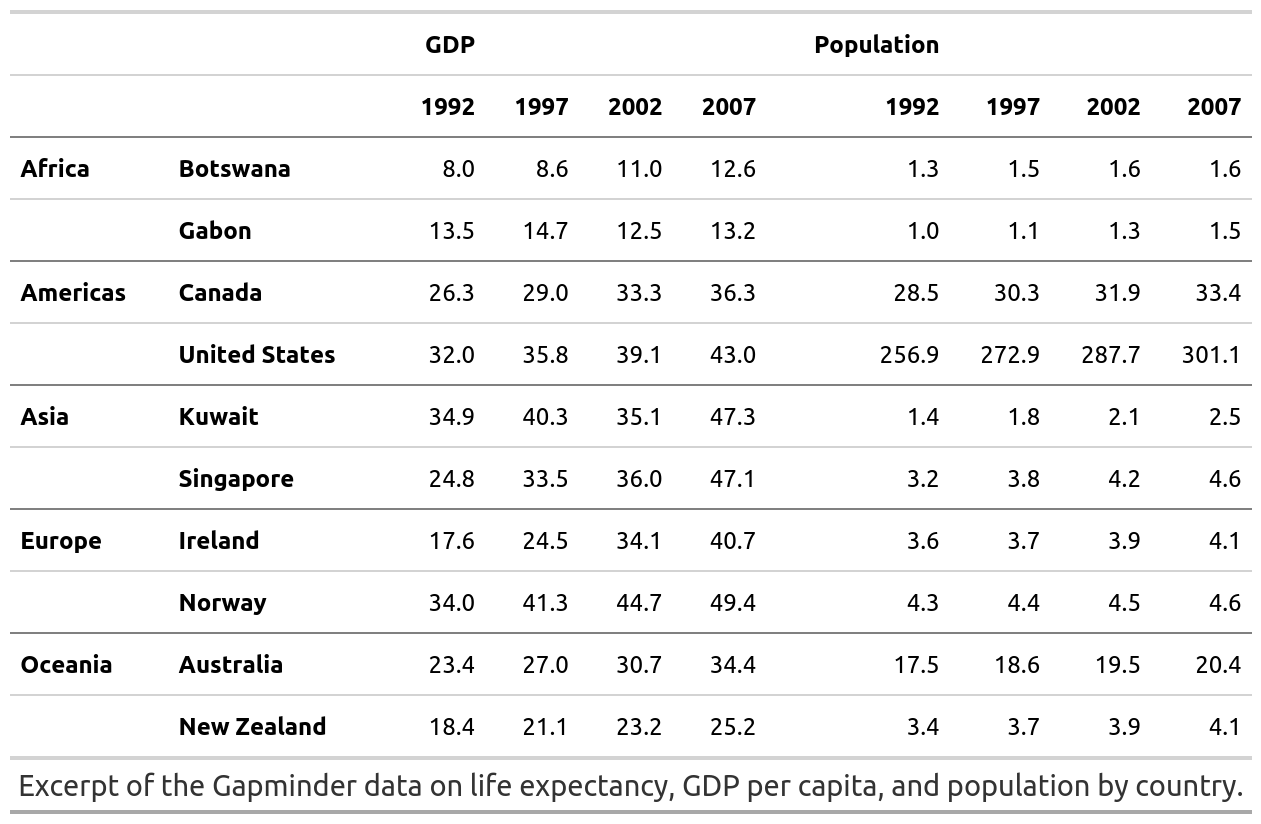 GDP Population
1992 1997 2002 2007 1992 1997 2002 2007
Africa Botswana 8.0 8.6 11.0 12.6 1.3 1.5 1.6 1.6
Gabon 13.5 14.7 12.5 13.2 1.0 1.1 1.3 1.5
Americas Canada 26.3 29.0 33.3 36.3 28.5 30.3 31.9 33.4
United States 32.0 35.8 39.1 43.0 256.9 272.9 287.7 301.1
Asia Kuwait 34.9 40.3 35.1 47.3 1.4 1.8 2.1 2.5
Singapore 24.8 33.5 36.0 47.1 3.2 3.8 4.2 4.6
Europe Ireland 17.6 24.5 34.1 40.7 3.6 3.7 3.9 4.1
Norway 34.0 41.3 44.7 49.4 4.3 4.4 4.5 4.6
Oceania Australia 23.4 27.0 30.7 34.4 17.5 18.6 19.5 20.4
New Zealand 18.4 21.1 23.2 25.2 3.4 3.7 3.9 4.1
Excerpt of the Gapminder data on life expectancy, GDP per capita, and population by country.